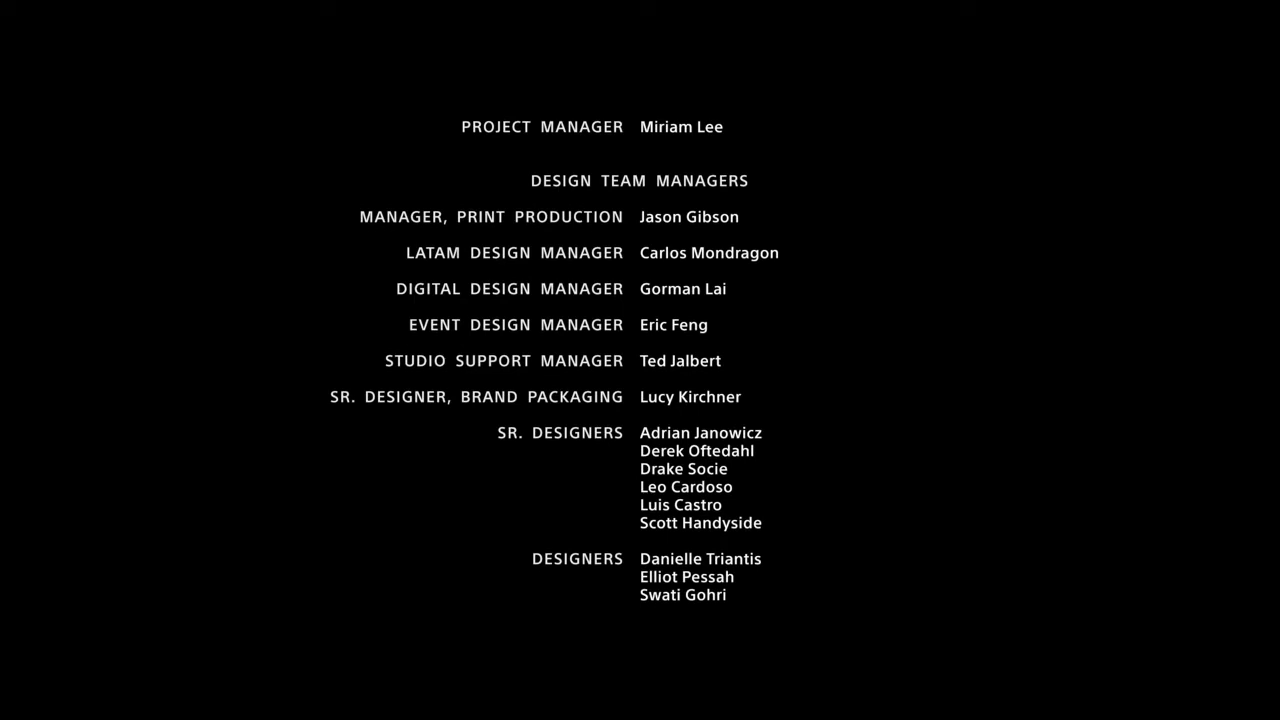 PROJECT MANAGER Miriam Lee
DESIGN TEAM MANAGERS
MANAGER, PRINT PRODUCTION Jason Gibson
LATAM DESIGN MANAGER Carlos Mondragon
DIGITAL DESIGN MANAGER Gorman Lai
EVENT DESIGN MANAGER Eric Feng
STUDIO SUPPORT MANAGER Ted Jalbert
SR. DESIGNER, BRAND PACKAGING Lucy Kirchner
SR. DESIGNERS Adrian Janowicz
Derek Oftedahl
Drake Socie
Leo Cardoso
Luis Castro
Scott Handyside
DESIGNERS Danielle Triantis
Elliot Pessah
Swati Gohri